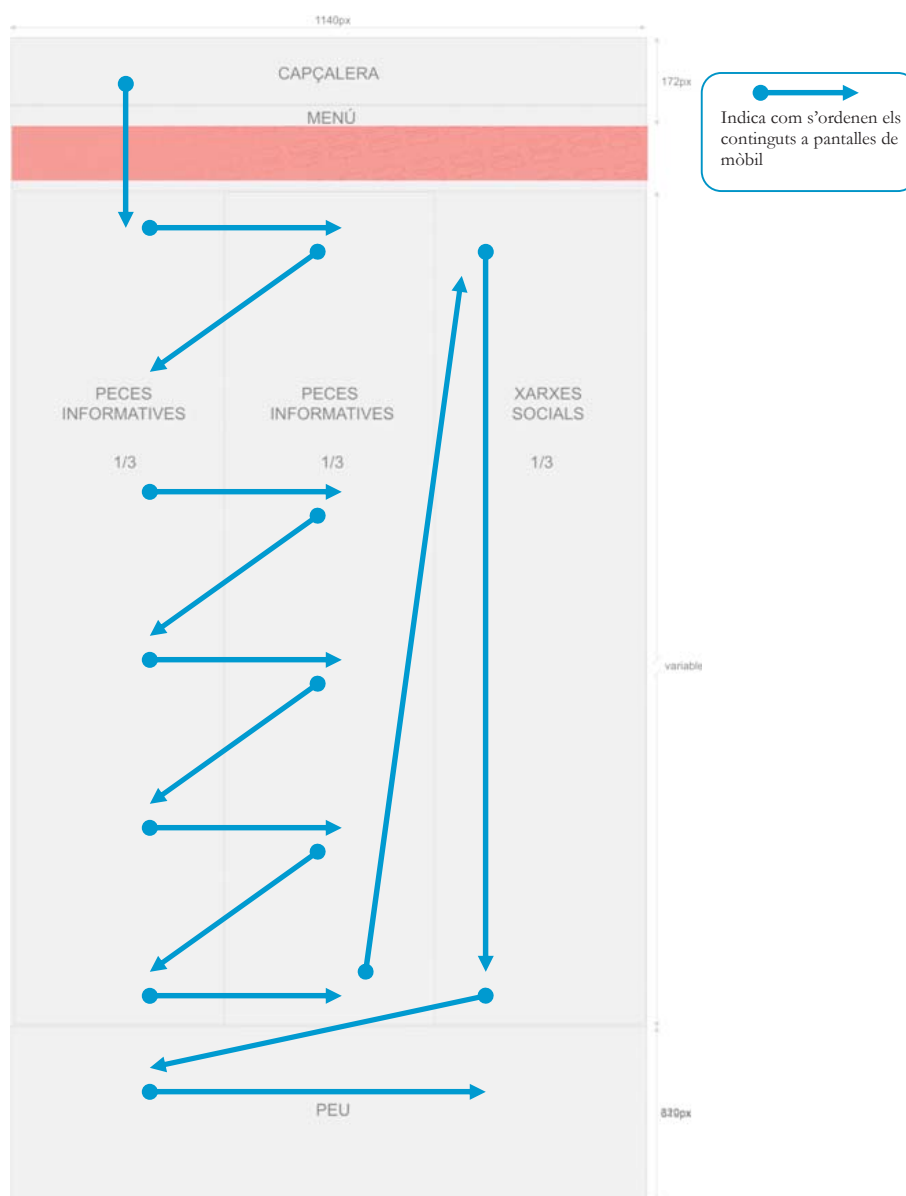 1140px
CAPÇALERA
172px
MENÚ
Indica com s'ordenen els
continguts a pantalles de
mòbil
PECES
INFORMATIVES
1/3
PECES
INFORMATIVES
1/3
XARXES
SOCIALS
1/3
variable
PEU